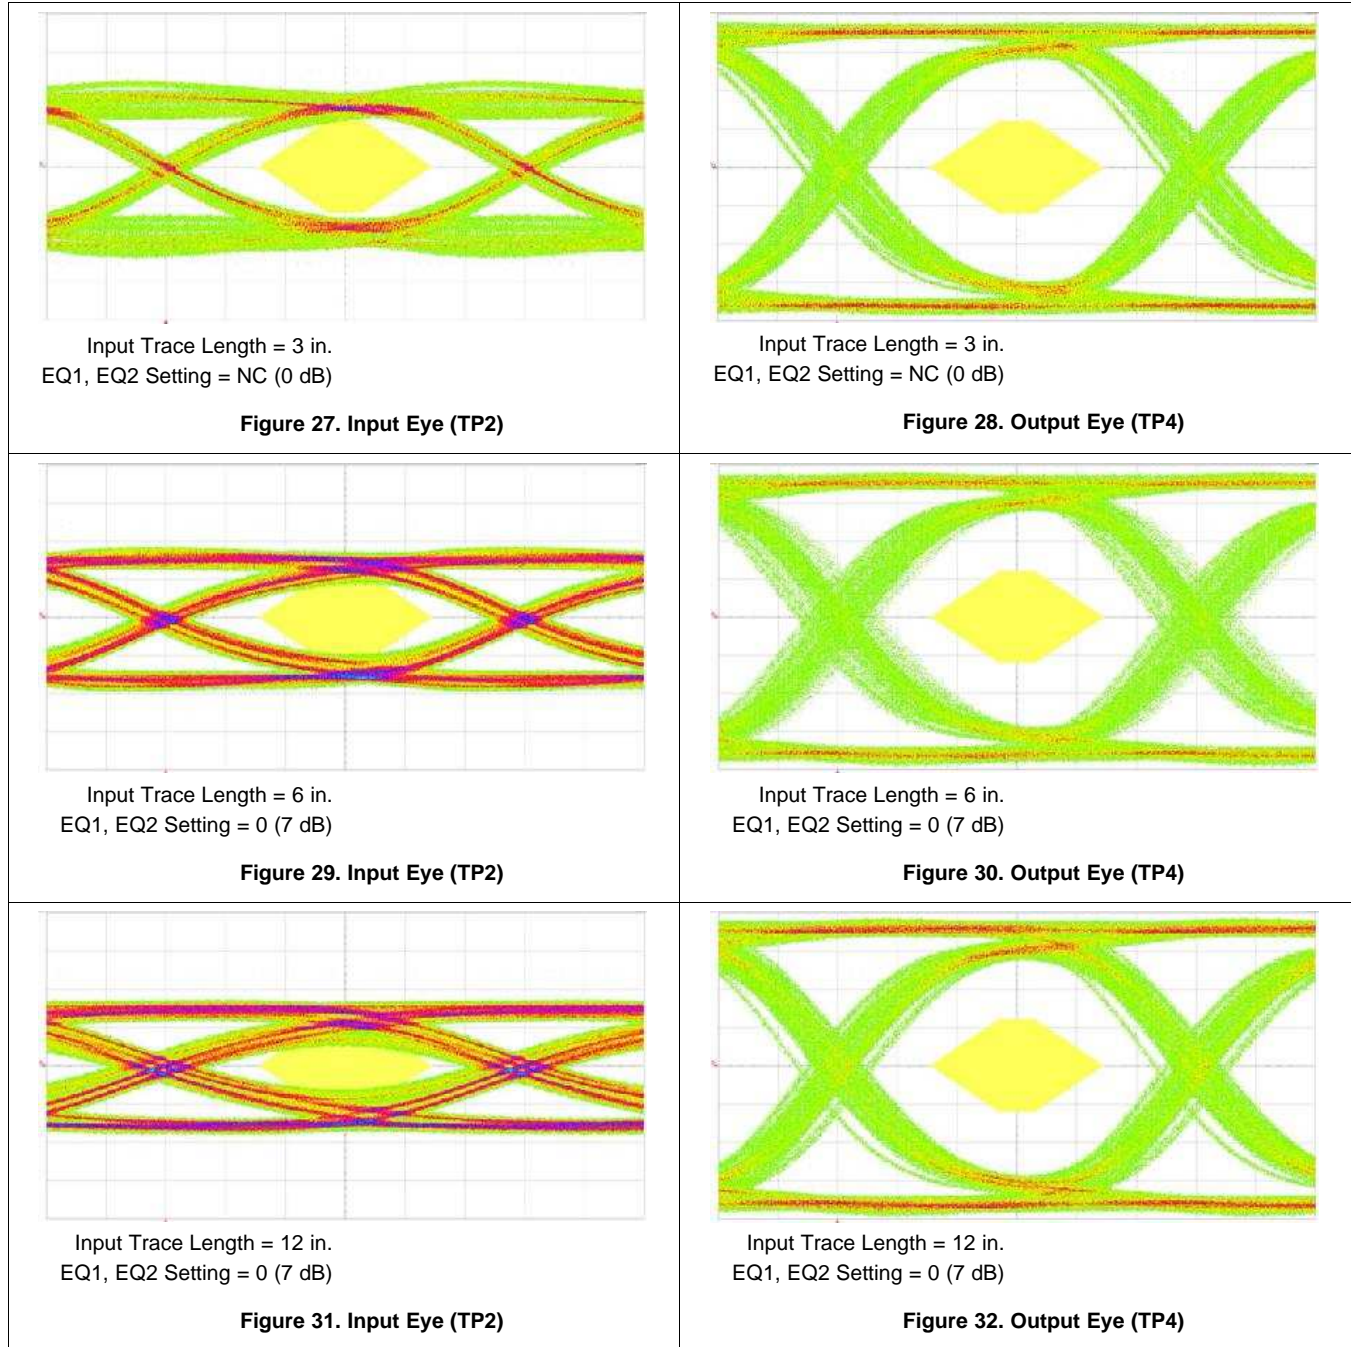 Input Trace Length = 3 in.
EQ1, EQ2 Setting = NC (0 dB)
Figure 27. Input Eye (TP2)
Input Trace Length = 3 in.
EQ1, EQ2 Setting = NC (0 dB)
Figure 28. Output Eye (TP4)
Input Trace Length = 6 in.
EQ1, EQ2 Setting = 0 (7 dB)
Figure 29. Input Eye (TP2)
Input Trace Length = 6 in.
EQ1, EQ2 Setting = 0 (7 dB)
Figure 30. Output Eye (TP4)
Input Trace Length = 12 in.
EQ1, EQ2 Setting = 0 (7 dB)
Figure 31. Input Eye (TP2)
Input Trace Length = 12 in.
EQ1, EQ2 Setting = 0 (7 dB)
Figure 32. Output Eye (TP4)